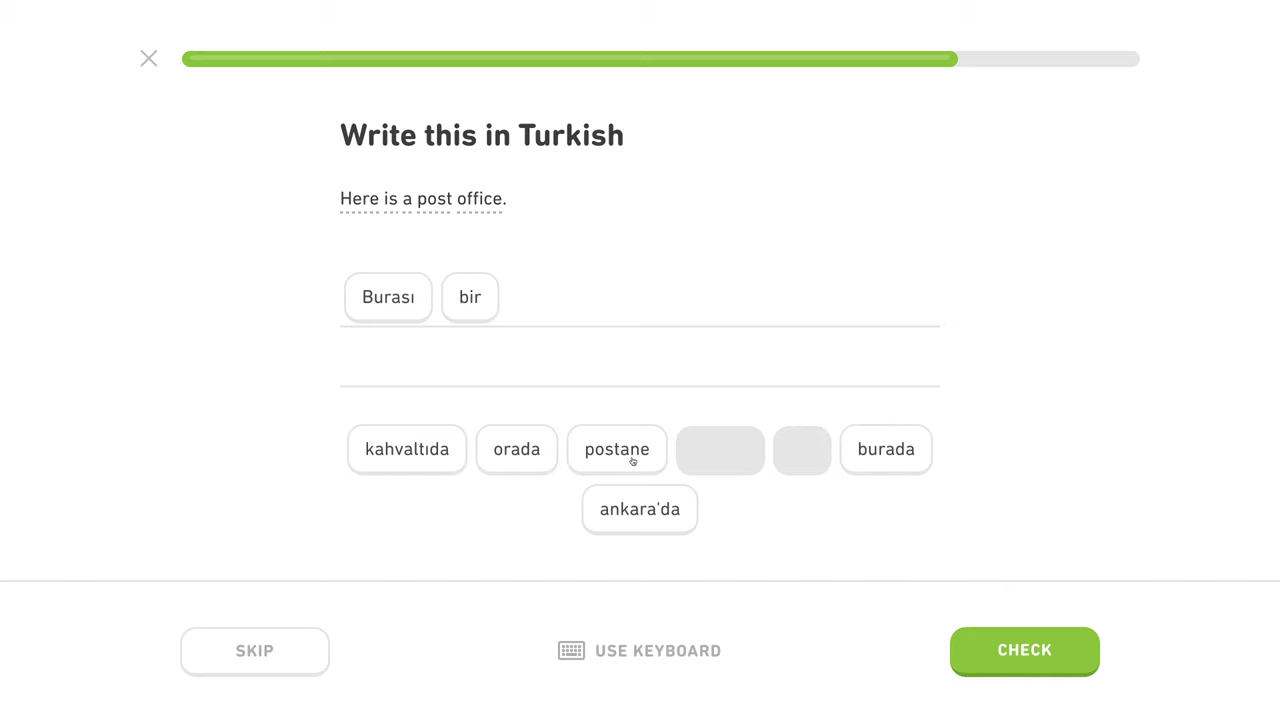 Write this in Turkish
Here is a post office.
Burası bir
kahvaltıda orada postane burada
ankara'da
SKIP USE KEYBOARD CHECK